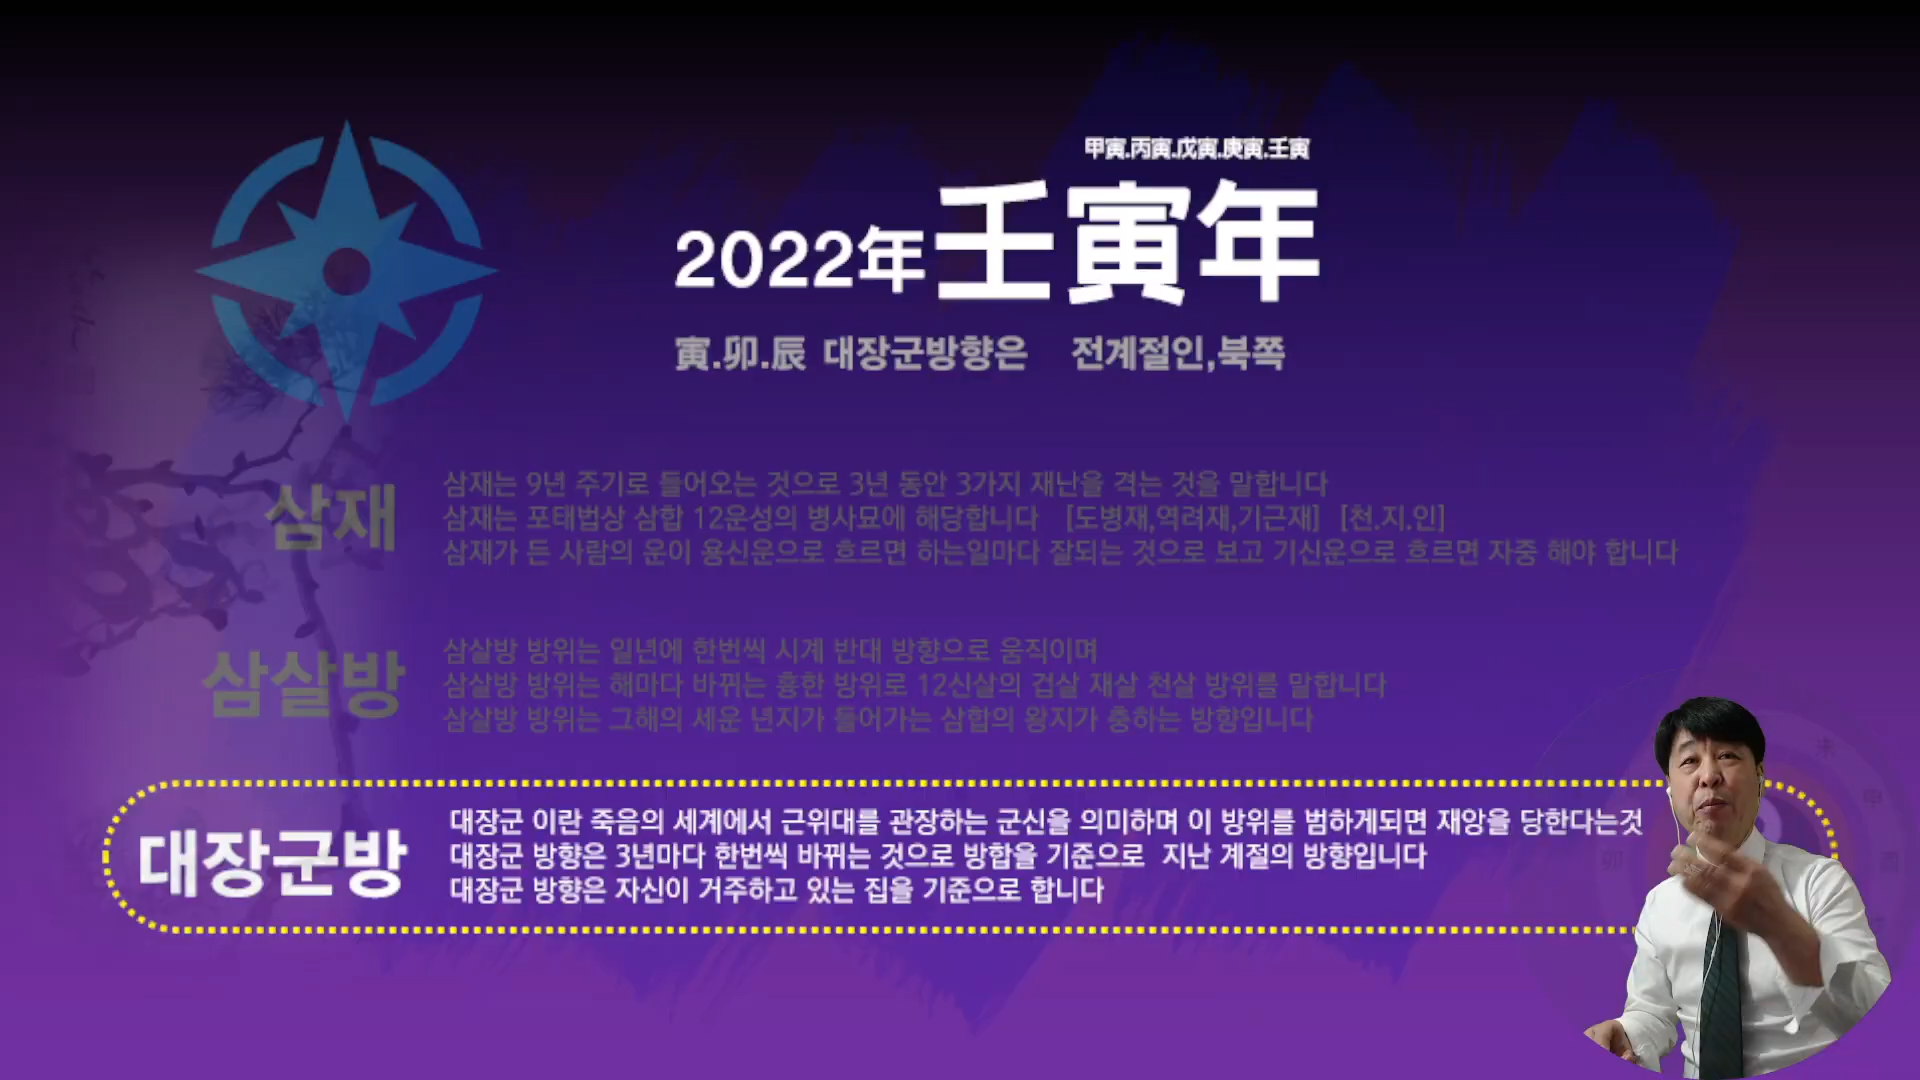 甲寅.丙寅.戊寅.庚寅.壬寅
2022年壬寅年
寅.卯.辰 대장군방향은 전계절인,북쪽
삼재
삼재는 9년 주기로 들어오는 것으로 3년 동안 3가지 재난을 격는 것을 말합니다
삼재는 포태법상 삼합 12운성의 병사묘에 해당합니다 [도병재,역려재,기근재] [천.지.인]
삼재가 든 사람의 운이 용신운으로 흐르면 하는일마다 잘되는 것으로 보고 기신운으로 흐르면 자중 해야 합니다
삼살방
삼살방 방위는 일년에 한번씩 시계 반대 방향으로 움직이며
삼살방 방위는 해마다 바뀌는 흉한 방위로 12신살의 겁살 재살 천살 방위를 말합니다
삼살방 방위는 그해의 세운 년지가 들어가는 삼합의 왕지가 충하는 방향입니다
대장군방
대장군 이란 죽음의 세계에서 근위대를 관장하는 군신을 의미하며 이 방위를 범하게되면 재앙을 당한다는것
대장군 방향은 3년마다 한번씩 바뀌는 것으로 방합을 기준으로 지난 계절의 방향입니다
대장군 방향은 자신이 거주하고 있는 집을 기준으로 합니다
未
申
卯
酉